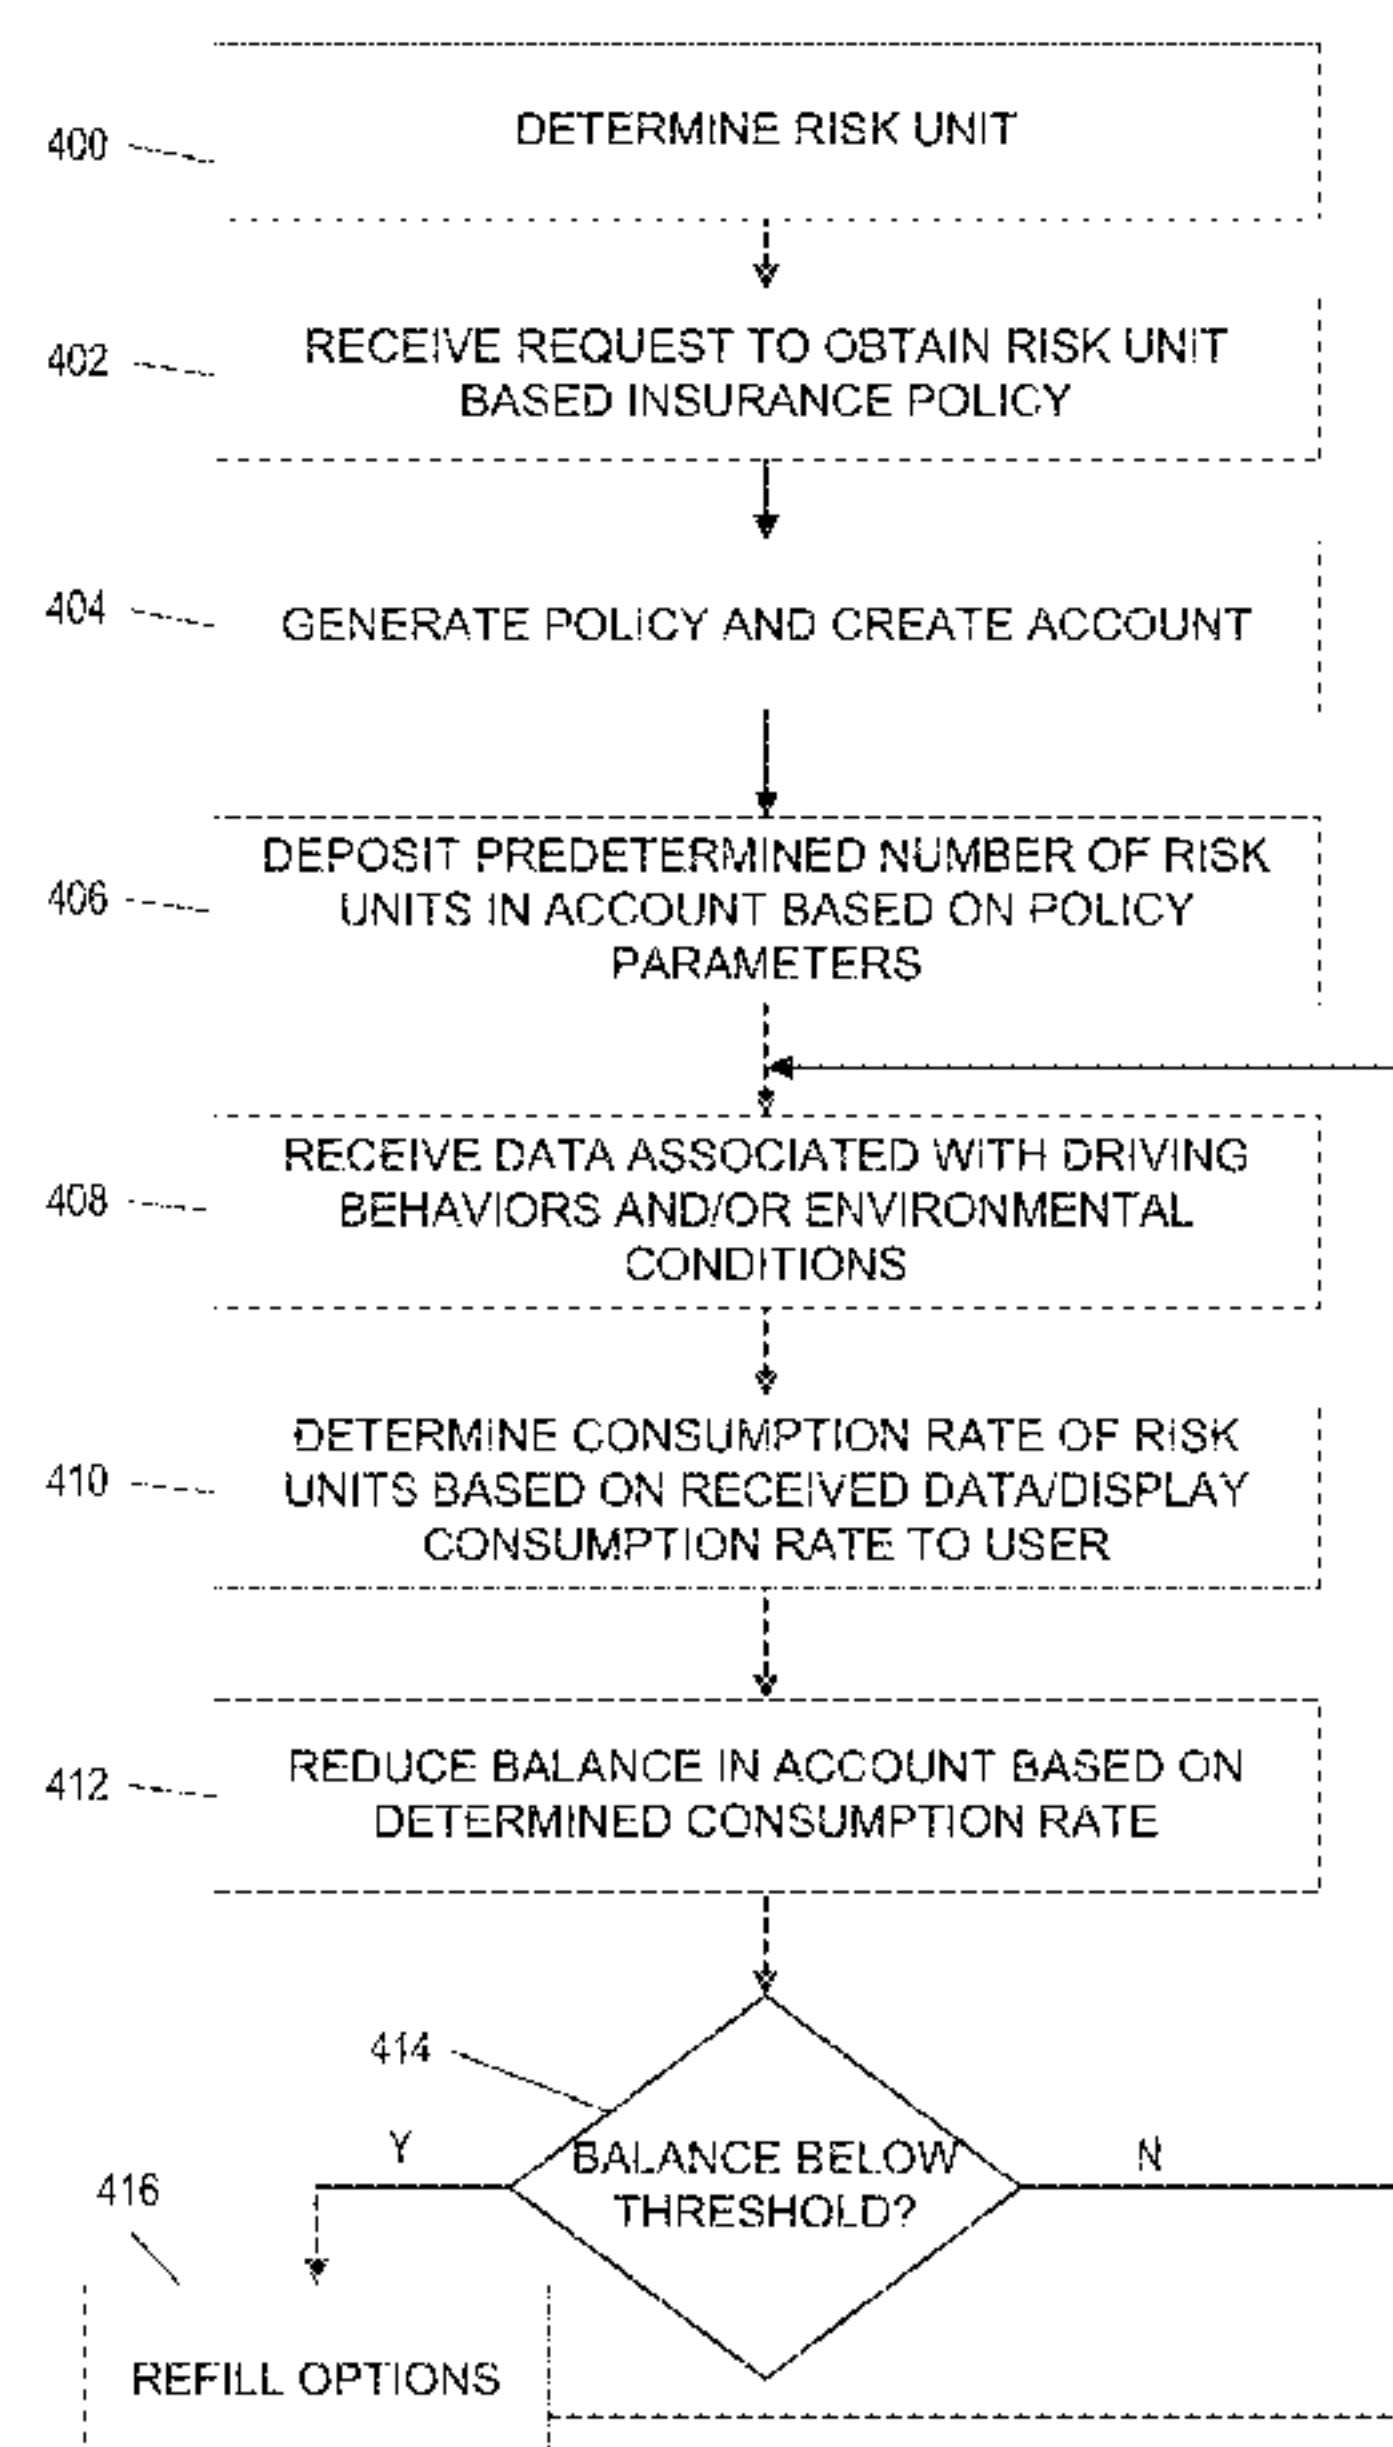 DETERMINE RISK UNIT
400
RECEIVE REQUEST TO OBTAIN RISK UNIT
402
BASED INSURANCE POLICY
404
GENERATE POLICY AND CREATE ACCOUNT
DEPOSIT PREDETERMINED NUMBER OF RISK
406
UNITS IN ACCOUNT BASED ON POLICY
PARAMETERS
RECEIVE DATA ASSOCIATED WITH DRIVING
408
BEHAVIORS AND/OR ENVIRONMENTAL
CONDITIONS
DETERMINE CONSUMPTION RATE OF RISK
410
UNITS BASED ON RECEIVED DATA/DISPLAY
CONSUMPTION RATE TO USER
REDUCE BALANCE IN ACCOUNT BASED ON
412
DETERMINED CONSUMPTION RATE
414
Y
N
BALANCE BELOW
THRESHOLD?
416
REFILL OPTIONS